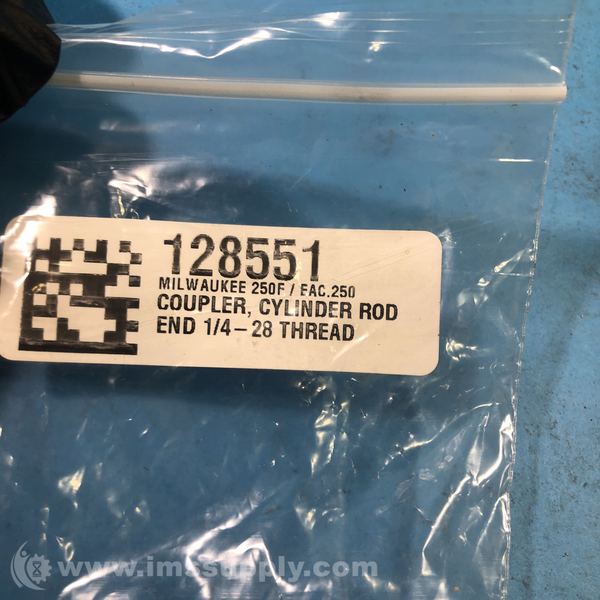 128551
MILWAUKEE 250F / FAC.250
COUPLER, CYLINDER ROD
END 1/4-28 THREAD
www.imssupply.com